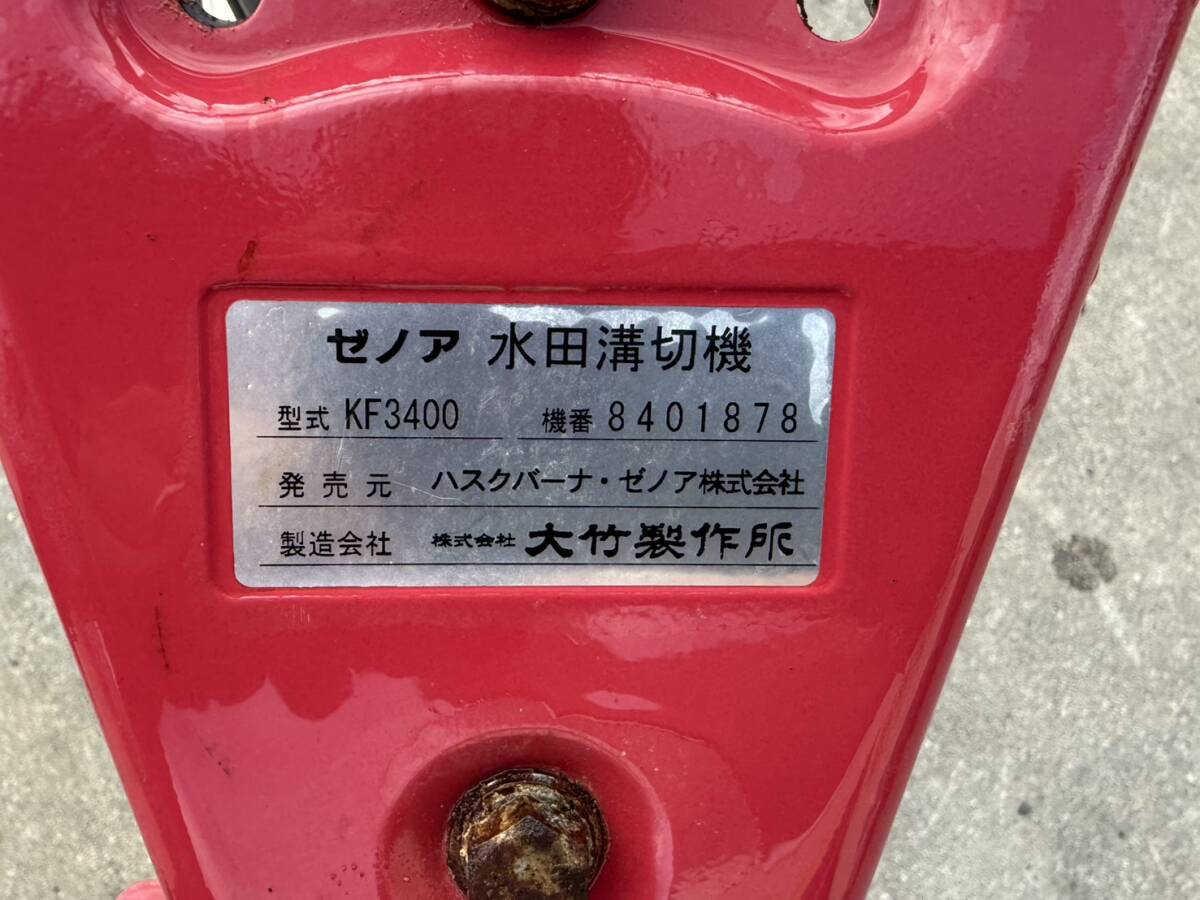 ゼノア 水田溝切機
型式 KF3400 機番 8401878
発売元 ハスクバーナ・ゼノア株式会社
製造会社 株式会社 大竹製作所